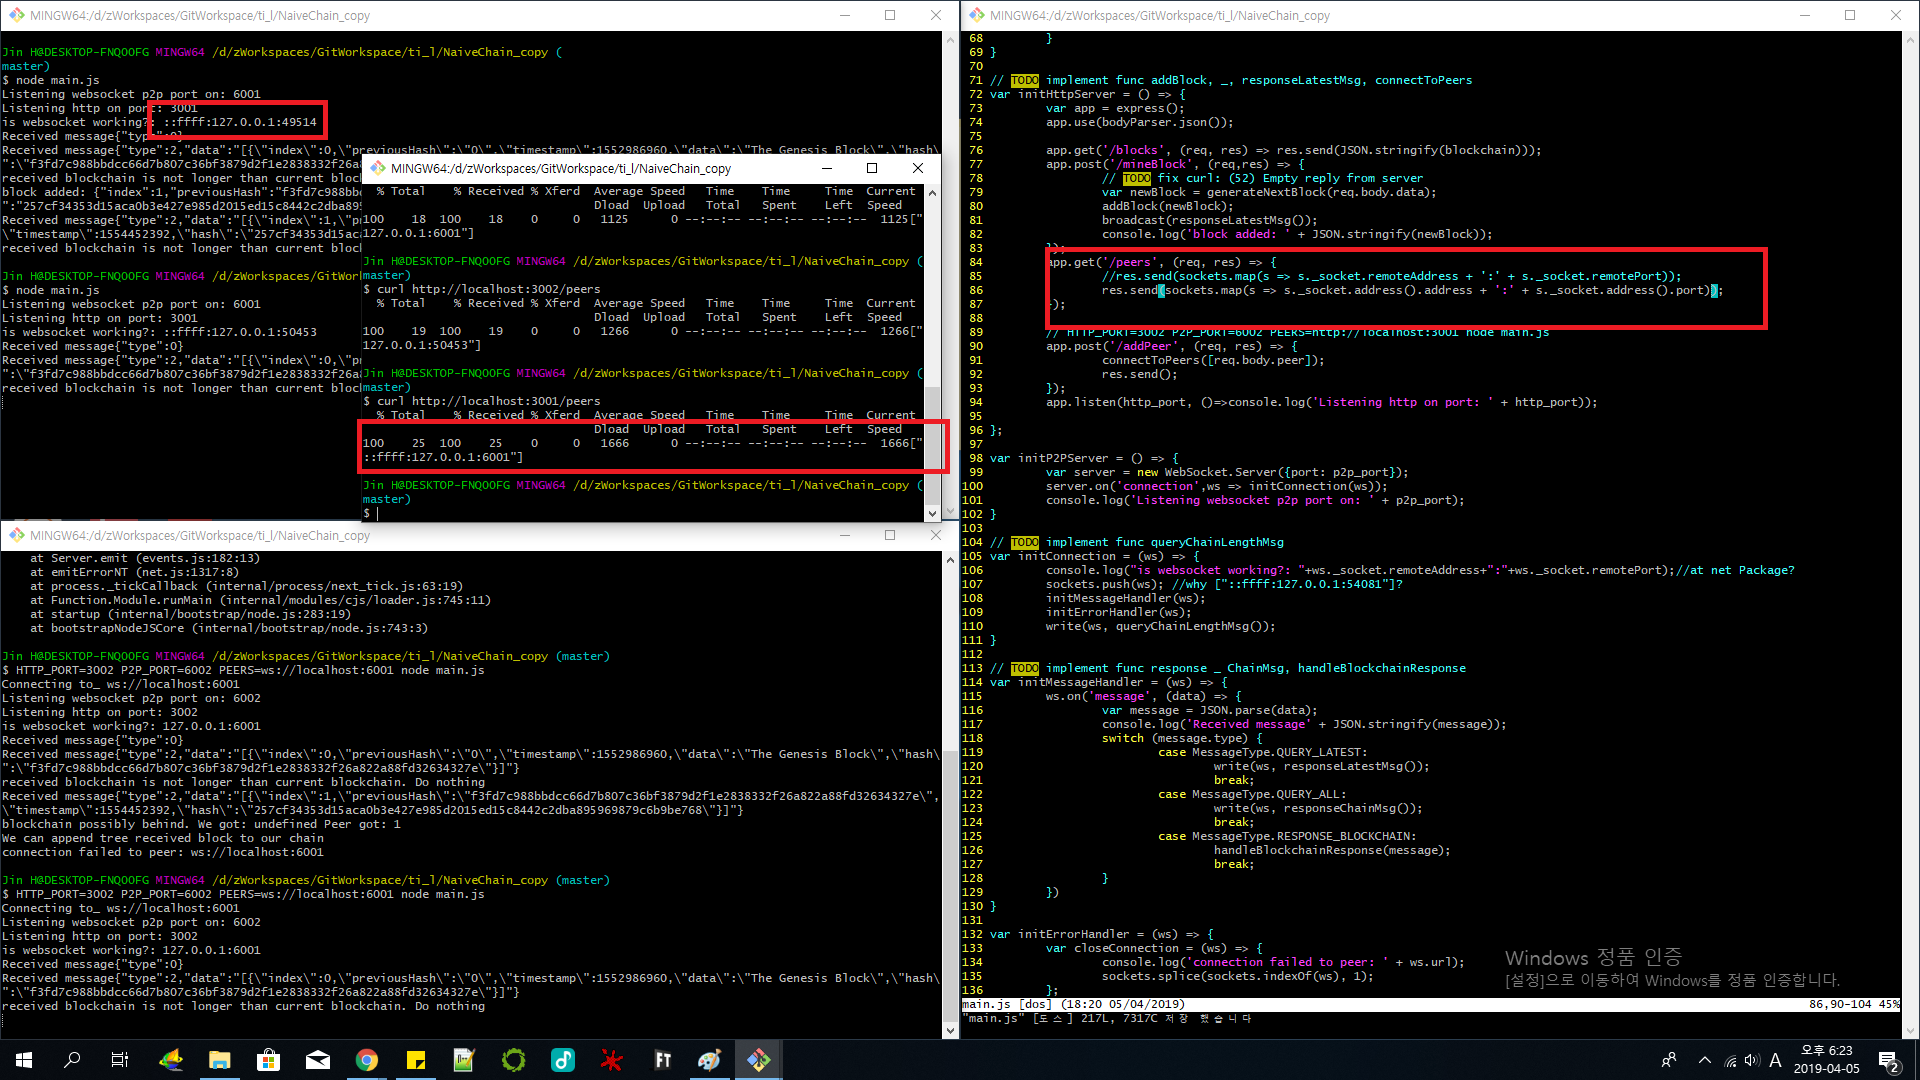 MINGW64:/d/zWorkspaces/GitWorkspace/ti_l/NaiveChain_copy
Jin H@DESKTOP-FNQOOFG MINGW64 /d/zWorkspaces/GitWorkspace/ti_l/NaiveChain_copy (
master)
$ node main.js
Listening websocket p2p port on: 6001
Listening http on port: 3001
is websocket working?: ::ffff:127.0.0.1:49514
Received message{"type":0}
Received message{"type":2,"data":"[{\"index\":0,\"previousHash\":\"0\",\"timestamp\":1552986960,\"data\":\"The Genesis Block\",\"hash\
":\"f3fd7c988bbdcc66d7b807c36bf3879d2f1e2838332f26a
received blockchain is not longer than current bloc
block added: {"index":1,"previousHash":"f3fd7c988bbd
":"257cf34353d15aca0b3e427e985d2015ed15c8442c2dba895
Received message{"type":2,"data":"[{\"index\":1,\"p
\"timestamp\":1554452392,\"hash\":\"257cf34353d15ac
received blockchain is not longer than current bloc
Jin H@DESKTOP-FNQOOFG MINGW64 /d/zWorkspaces/GitWor
$ node main.js
Listening websocket p2p port on: 6001
Listening http on port: 3001
is websocket working?: ::ffff:127.0.0.1:50453
Received message{"type":0}
Received message{"type":2,"data":"[{\"index\":0,\"p
":\"f3fd7c988bbdcc66d7b807c36bf3879d2f1e2838332f26a
received blockchain is not longer than current bloc
MINGW64:/d/zWorkspaces/GitWorkspace/ti_l/NaiveChain_copy
% Total % Received % Xferd Average Speed Time Time Time Current
Dload Upload Total Spent Left Speed
100 18 100 18 0 0 1125 0 --:--:-- --:--:-- --:--:-- 1125["
127.0.0.1:6001"]
Jin H@DESKTOP-FNQOOFG MINGW64 /d/zWorkspaces/GitWorkspace/ti_l/NaiveChain_copy (
master)
$ curl http://localhost:3002/peers
% Total % Received % Xferd Average Speed Time Time Time Current
Dload Upload Total Spent Left Speed
100 19 100 19 0 0 1266 0 --:--:-- --:--:-- --:--:-- 1266["
127.0.0.1:50453"]
Jin H@DESKTOP-FNQOOFG MINGW64 /d/zWorkspaces/GitWorkspace/ti_l/NaiveChain_copy (
master)
$ curl http://localhost:3001/peers
% Total % Received % Xferd Average Speed Time Time Time Current
Dload Upload Total Spent Left Speed
100 25 100 25 0 0 1666 0 --:--:-- --:--:-- --:--:-- 1666["
::ffff:127.0.0.1:6001"]
Jin H@DESKTOP-FNQOOFG MINGW64 /d/zWorkspaces/GitWorkspace/ti_l/NaiveChain_copy (
master)
$
MINGW64:/d/zWorkspaces/GitWorkspace/ti_l/NaiveChain_copy
at Server.emit (events.js:182:13)
at emitErrorNT (net.js:1317:8)
at process._tickCallback (internal/process/next_tick.js:63:19)
at Function.Module.runMain (internal/modules/cjs/loader.js:745:11)
at startup (internal/bootstrap/node.js:283:19)
at bootstrapNodeJSCore (internal/bootstrap/node.js:743:3)
Jin H@DESKTOP-FNQOOFG MINGW64 /d/zWorkspaces/GitWorkspace/ti_l/NaiveChain_copy (master)
$ HTTP_PORT=3002 P2P_PORT=6002 PEERS=ws://localhost:6001 node main.js
Connecting to_ ws://localhost:6001
Listening websocket p2p port on: 6002
Listening http on port: 3002
is websocket working?: 127.0.0.1:6001
Received message{"type":0}
Received message{"type":2,"data":"[{\"index\":0,\"previousHash\":\"0\",\"timestamp\":1552986960,\"data\":\"The Genesis Block\",\"hash\
":\"f3fd7c988bbdcc66d7b807c36bf3879d2f1e2838332f26a822a88fd32634327e\"}]"}
received blockchain is not longer than current blockchain. Do nothing
Received message{"type":2,"data":"[{\"index\":1,\"previousHash\":\"f3fd7c988bbdcc66d7b807c36bf3879d2f1e2838332f26a822a88fd32634327e\",
\"timestamp\":1554452392,\"hash\":\"257cf34353d15aca0b3e427e985d2015ed15c8442c2dba895969879c6b9be768\"}]"}
blockchain possibly behind. We got: undefined Peer got: 1
We can append tree received block to our chain
connection failed to peer: ws://localhost:6001
Jin H@DESKTOP-FNQOOFG MINGW64 /d/zWorkspaces/GitWorkspace/ti_l/NaiveChain_copy (master)
$ HTTP_PORT=3002 P2P_PORT=6002 PEERS=ws://localhost:6001 node main.js
Connecting to_ ws://localhost:6001
Listening websocket p2p port on: 6002
Listening http on port: 3002
is websocket working?: 127.0.0.1:6001
Received message{"type":0}
Received message{"type":2,"data":"[{\"index\":0,\"previousHash\":\"0\",\"timestamp\":1552986960,\"data\":\"The Genesis Block\",\"hash\
":\"f3fd7c988bbdcc66d7b807c36bf3879d2f1e2838332f26a822a88fd32634327e\"}]"}
received blockchain is not longer than current blockchain. Do nothing
MINGW64:/d/zWorkspaces/GitWorkspace/ti_l/NaiveChain_copy
68 }
69 }
70
71 // TODO implement func addBlock, _, responseLatestMsg, connectToPeers
72 var initHttpServer = () => {
73 var app = express();
74 app.use(bodyParser.json());
75
76 app.get('/blocks', (req, res) => res.send(JSON.stringify(blockchain)));
77 app.post('/mineBlock', (req,res) => {
78 // TODO fix curl: (52) Empty reply from server
79 var newBlock = generateNextBlock(req.body.data);
80 addBlock(newBlock);
81 broadcast(responseLatestMsg());
82 console.log('block added: ' + JSON.stringify(newBlock));
83 });
84 app.get('/peers', (req, res) => {
85 //res.send(sockets.map(s => s._socket.remoteAddress + ':' + s._socket.remotePort));
86 res.send(sockets.map(s => s._socket.address().address + ':' + s._socket.address().port));
87 });
88
89 // HTTP_PORT=3002 P2P_PORT=6002 PEERS=http://localhost:3001 node main.js
90 app.post('/addPeer', (req, res) => {
91 connectToPeers([req.body.peer]);
92 res.send();
93 });
94 app.listen(http_port, ()=>console.log('Listening http on port: ' + http_port));
95
96 };
97
98 var initP2PServer = () => {
99 var server = new WebSocket.Server({port: p2p_port});
100 server.on('connection',ws => initConnection(ws));
101 console.log('Listening websocket p2p port on: ' + p2p_port);
102 }
103
104 // TODO implement func queryChainLengthMsg
105 var initConnection = (ws) => {
106 console.log("is websocket working?: "+ws._socket.remoteAddress+":"+ws._socket.remotePort);//at net Package?
107 sockets.push(ws); //why ["::ffff:127.0.0.1:54081"]?
108 initMessageHandler(ws);
109 initErrorHandler(ws);
110 write(ws, queryChainLengthMsg());
111 }
112
113 // TODO implement func response _ ChainMsg, handleBlockchainResponse
114 var initMessageHandler = (ws) => {
115 ws.on('message', (data) => {
116 var message = JSON.parse(data);
117 console.log('Received message' + JSON.stringify(message));
118 switch (message.type) {
119 case MessageType.QUERY_LATEST:
120 write(ws, responseLatestMsg());
121 break;
122 case MessageType.QUERY_ALL:
123 write(ws, responseChainMsg());
124 break;
125 case MessageType.RESPONSE_BLOCKCHAIN:
126 handleBlockchainResponse(message);
127 break;
128 }
129 })
130 }
131
132 var initErrorHandler = (ws) => {
133 var closeConnection = (ws) => {
134 console.log('connection failed to peer: ' + ws.url);
135 sockets.splice(sockets.indexOf(ws), 1);
136 };
main.js [dos] (18:20 05/04/2019) 86,90-104 45%
"main.js" [도스] 217L, 7317C 저장 했습니다
Windows 정품 인증
[설정]으로 이동하여 Windows를 정품 인증합니다.
FT
A
오후 6:23
2019-04-05
2